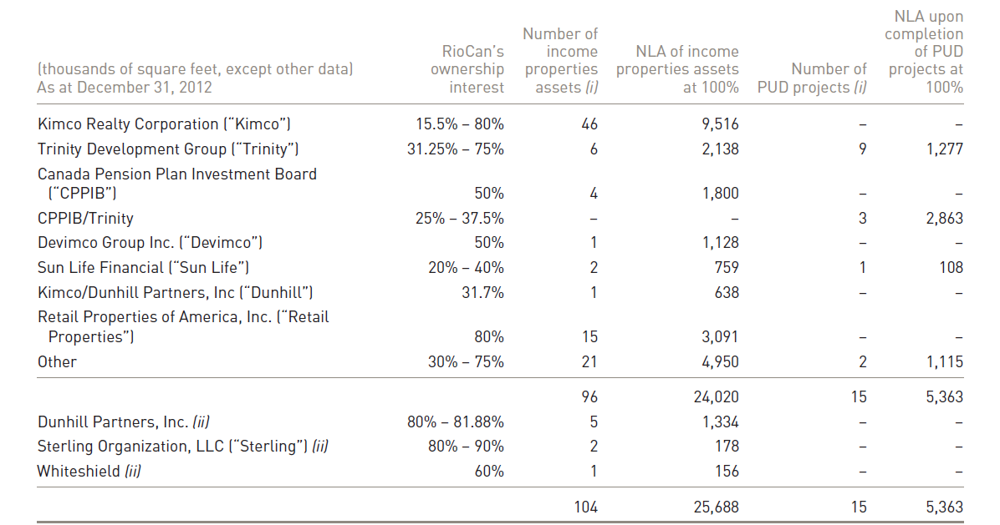 NLA upon
Number of completion
RioCan’s income NLA of income of PUD
(thousands of square feet, except other data) ownership properties properties assets Number of projects at
As at December 31, 2012 interest assets (i) at 100% PUD projects (i) 100%
Kimco Realty Corporation (“Kimco”) 15.5% – 80% 46 9,516 – –
Trinity Development Group (“Trinity”) 31.25% – 75% 6 2,138 9 1,277
Canada Pension Plan Investment Board
(“CPPIB”) 50% 4 1,800 – –
CPPIB/Trinity 25% – 37.5% – – 3 2,863
Devimco Group Inc. (“Devimco”) 50% 1 1,128 – –
Sun Life Financial (“Sun Life”) 20% – 40% 2 759 1 108
Kimco/Dunhill Partners, Inc (“Dunhill”) 31.7% 1 638 – –
Retail Properties of America, Inc. (“Retail
Properties”) 80% 15 3,091 – –
Other 30% – 75% 21 4,950 2 1,115
96 24,020 15 5,363
Dunhill Partners, Inc. (ii) 80% – 81.88% 5 1,334 – –
Sterling Organization, LLC (“Sterling”) (ii) 80% – 90% 2 178 – –
Whiteshield (ii) 60% 1 156 – –
104 25,688 15 5,363